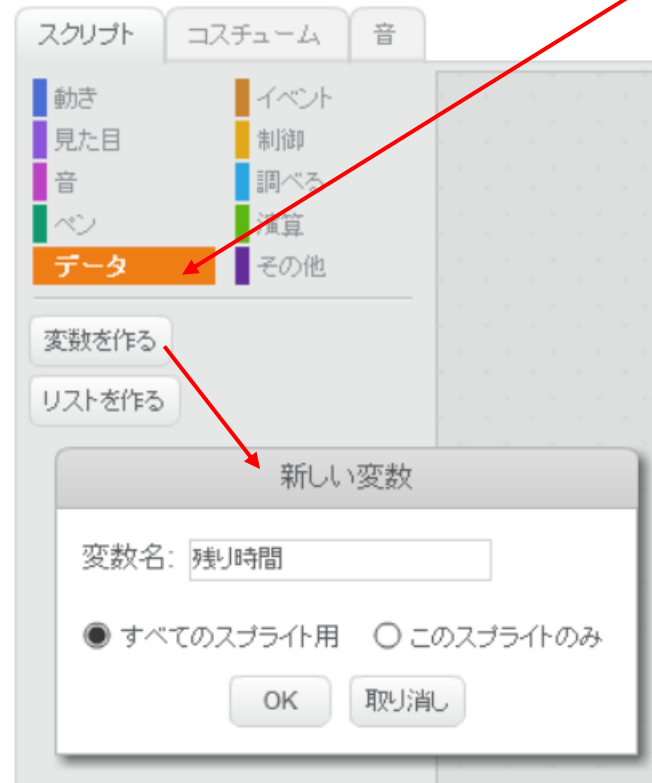 スクリプト コスチューム 音
動き イベント
見た目 制御
音 調べる
ペン 演算
データ その他
変数を作る
リストを作る
新しい変数
変数名: 残り時間
すべてのスプライト用 このスプライトのみ
OK 取り消し